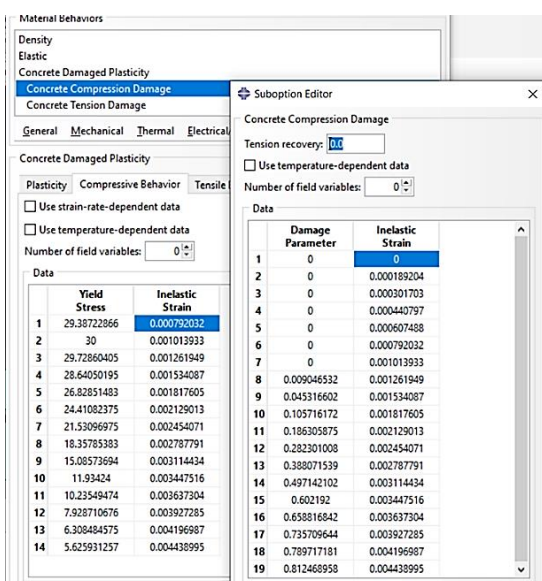 Material Behaviors
Density
Elastic
Concrete Damaged Plasticity
Concrete Compression Damage
Concrete Tension Damage
General Mechanical Thermal Electrical/
Concrete Damaged Plasticity
Plasticity Compressive Behavior Tensile
Use strain-rate-dependent data
Use temperature-dependent data
Number of field variables: 0
Data
Yield Stress Inelastic Strain
1 29.38722866 0.000792032
2 30 0.001013933
3 29.72860405 0.001261949
4 28.64050195 0.001534087
5 26.82851483 0.001817605
6 24.41082375 0.002129013
7 21.53096975 0.002454071
8 18.35785383 0.002787791
9 15.08573694 0.003114434
10 11.93424 0.003447516
11 10.23549474 0.003637304
12 7.928710676 0.003927285
13 6.308484575 0.004196987
14 5.625931257 0.004438995
Suboption Editor
Concrete Compression Damage
Tension recovery: 0.0
Use temperature-dependent data
Number of field variables: 0
Data
Damage Parameter Inelastic Strain
1 0 0
2 0 0.000189204
3 0 0.000301703
4 0 0.000440797
5 0 0.000607488
6 0 0.000792032
7 0 0.001013933
8 0.009046532 0.001261949
9 0.045316602 0.001534087
10 0.105716172 0.001817605
11 0.186305875 0.002129013
12 0.282301008 0.002454071
13 0.388071539 0.002787791
14 0.497142102 0.003114434
15 0.602192 0.003447516
16 0.658816842 0.003637304
17 0.735709644 0.003927285
18 0.789717181 0.004196987
19 0.812468958 0.004438995